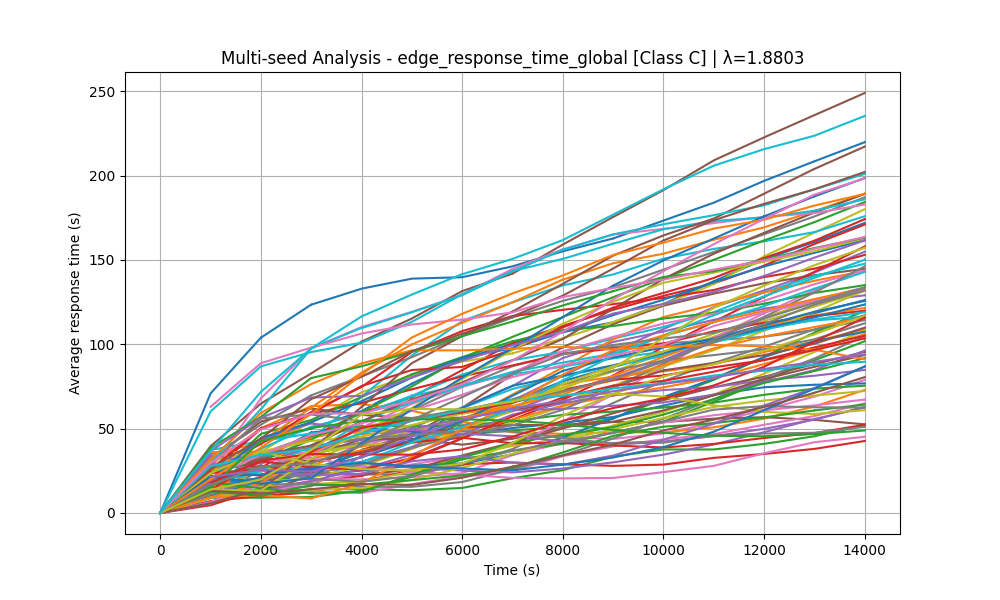 Multi-seed Analysis - edge_response_time_global [Class C] | λ=1.8803
250
200
150
100
50
0
Average response time (s)
0 2000 4000 6000 8000 10000 12000 14000
Time (s)